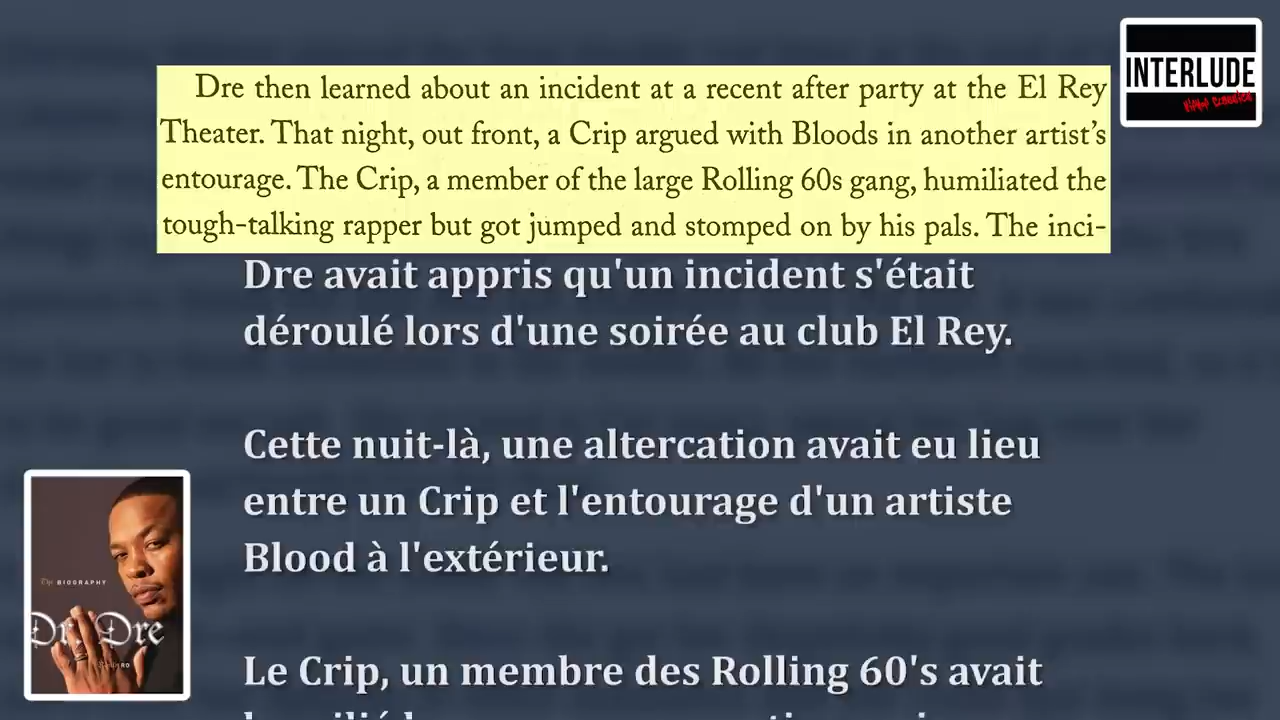 INTERLUDE
Dre then learned about an incident at a recent after party at the El Rey
Theater. That night, out front, a Crip argued with Bloods in another artist's
entourage. The Crip, a member of the large Rolling 60s gang, humiliated the
tough-talking rapper but got jumped and stomped on by his pals. The inci-
Dre avait appris qu'un incident s'était
déroulé lors d'une soirée au club El Rey.
Cette nuit-là, une altercation avait eu lieu
entre un Crip et l'entourage d'un artiste
Blood à l'extérieur.
Le Crip, un membre des Rolling 60's avait
The BIOGRAPHY
Dr. Dre